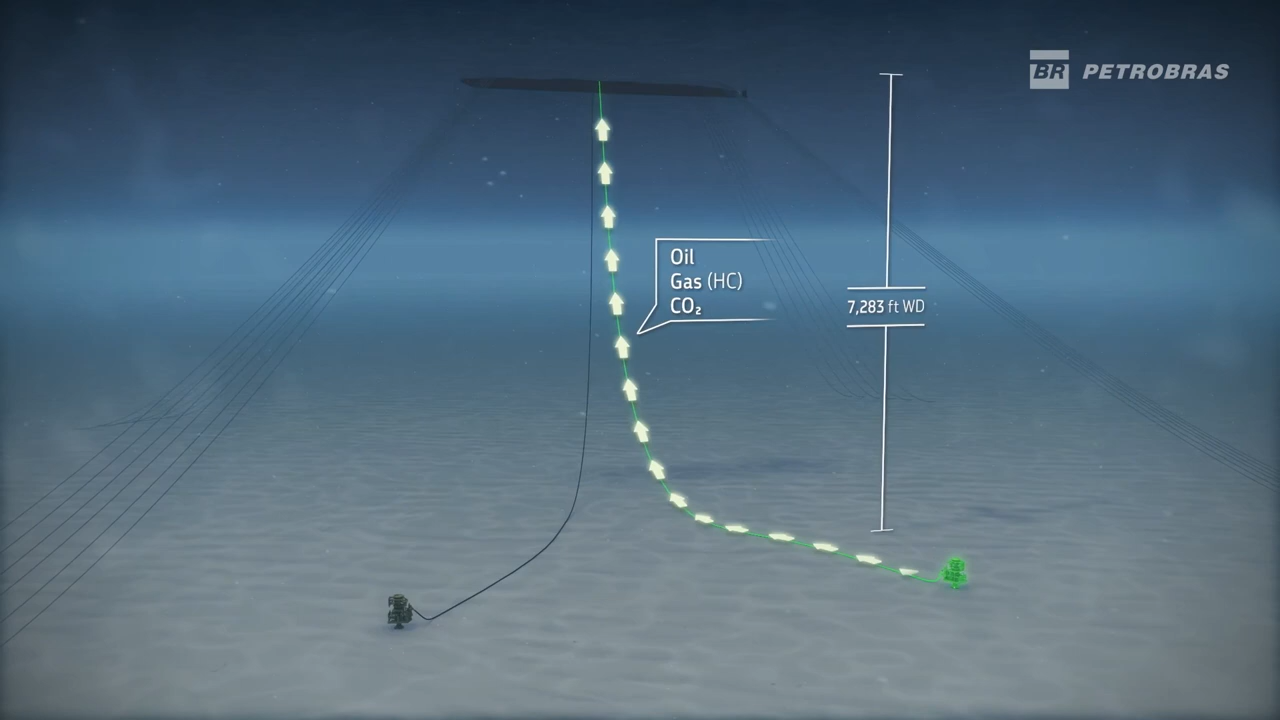 BR PETROBRAS
Oil
Gas (HC)
CO₂
7,283 ft WD